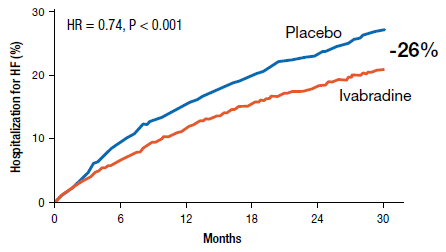 30
HR = 0.74, P < 0.001
Placebo
-26%
20
Ivabradine
10
0
0 6 12 18 24 30
Months
Hospitalization for HF (%)